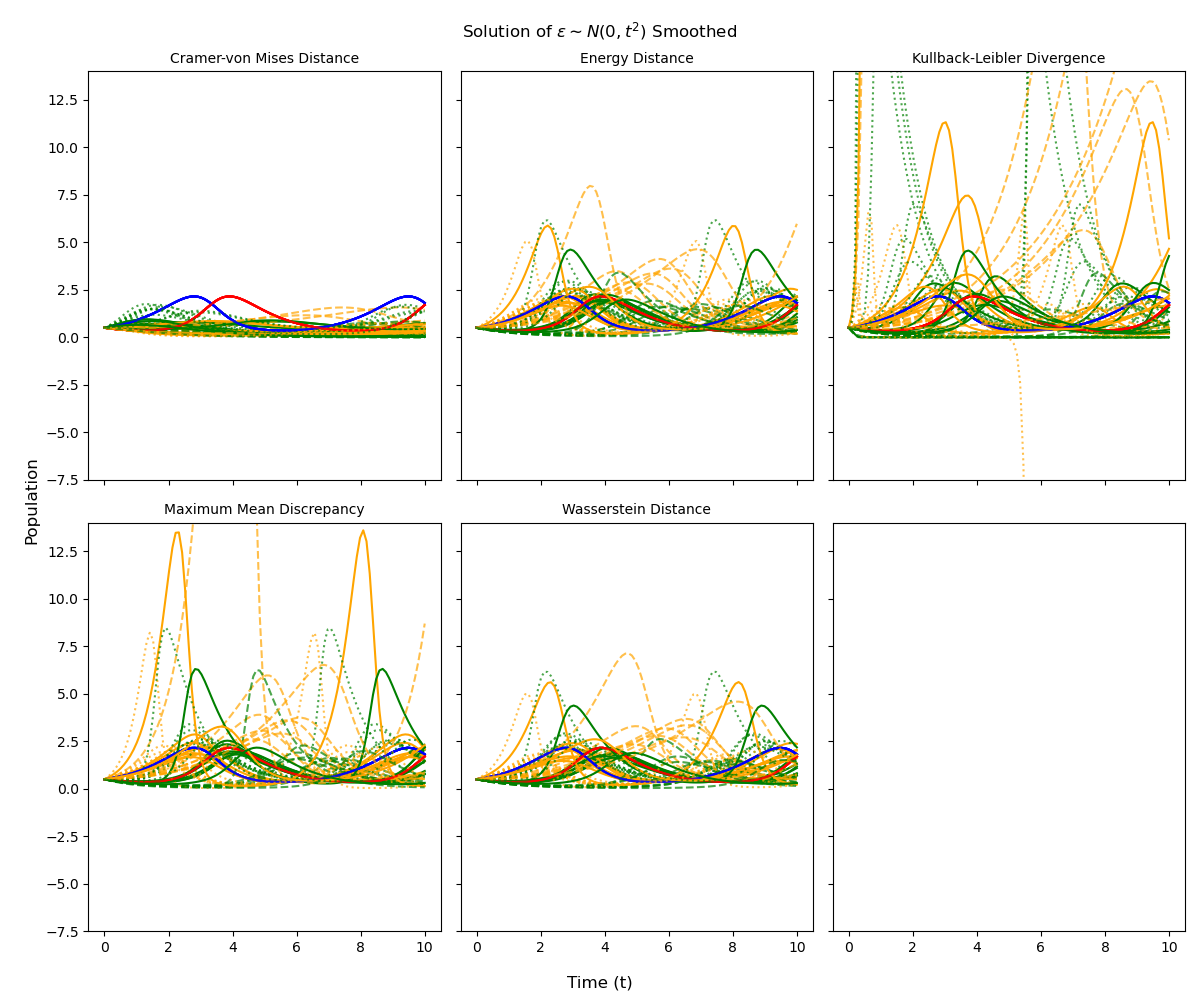 Solution of $\varepsilon \sim N(0, t^2)$ Smoothed
Cramer-von Mises Distance
Energy Distance
Kullback-Leibler Divergence
12.5
10.0
7.5
5.0
2.5
0.0
−2.5
−5.0
−7.5
Population
Maximum Mean Discrepancy
Wasserstein Distance
12.5
10.0
7.5
5.0
2.5
0.0
−2.5
−5.0
−7.5
0 2 4 6 8 10
0 2 4 6 8 10
0 2 4 6 8 10
Time (t)